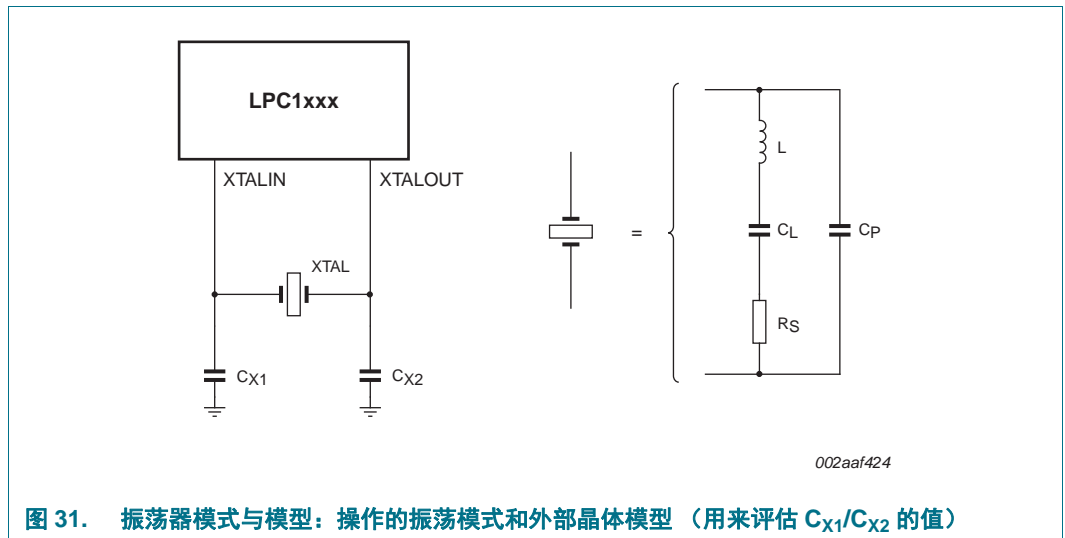 LPC1xxx
XTALIN
XTALOUT
XTAL
CX1
CX2
=
L
CL
CP
RS
002aaf424
图 31. 振荡器模式与模型：操作的振荡模式和外部晶体模型 （用来评估 CX1/CX2 的值）